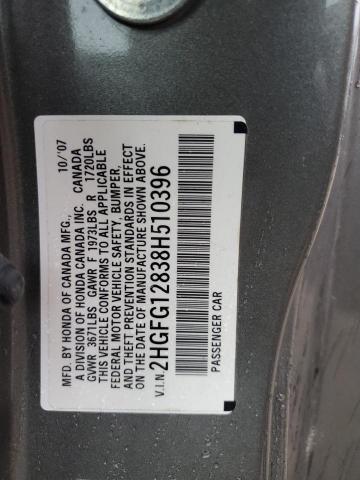 MFD. BY HONDA OF CANADA MFG., 10/'07
A DIVISION OF HONDA CANADA INC. CANADA
GVWR 3671LBS GAWR F 1973LBS R 1720LBS
THIS VEHICLE CONFORMS TO ALL APPLICABLE
FEDERAL MOTOR VEHICLE SAFETY, BUMPER,
AND THEFT PREVENTION STANDARDS IN EFFECT
ON THE DATE OF MANUFACTURE SHOWN ABOVE.
V.I.N. 2HGFG12838H510396
PASSENGER CAR